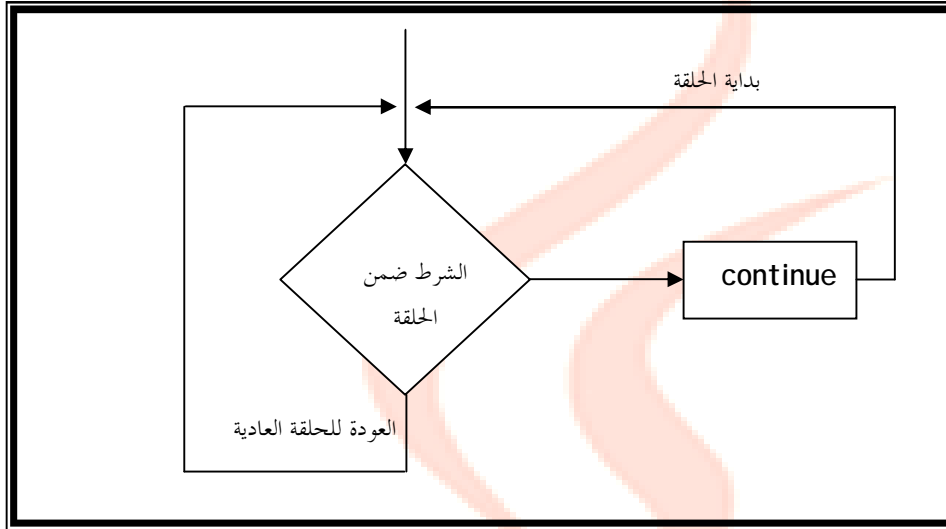 بداية الحلقة
الشرط ضمن
الحلقة
continue
العودة للحلقة العادية